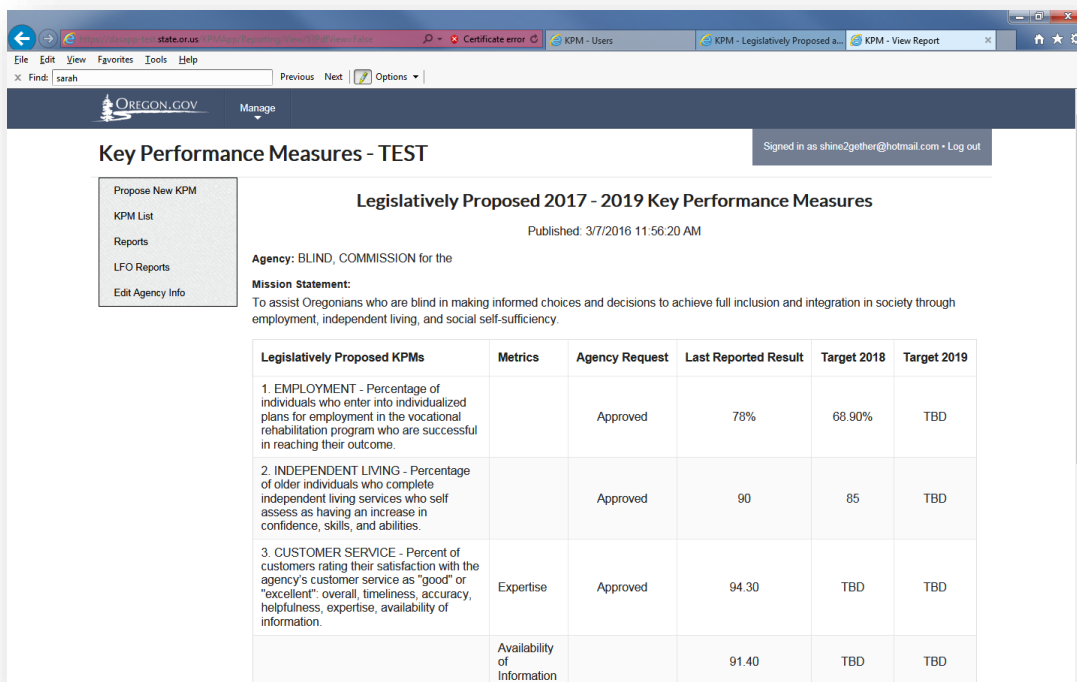 state.or.us
Certificate error
KPM - Users
KPM - Legislatively Proposed a...
KPM - View Report
File Edit View Favorites Tools Help
Find: sarah Previous Next Options
OREGON.GOV Manage
Key Performance Measures - TEST
Signed in as shine2gether@hotmail.com • Log out
Propose New KPM
KPM List
Reports
LFO Reports
Edit Agency Info
Legislatively Proposed 2017 - 2019 Key Performance Measures
Published: 3/7/2016 11:56:20 AM
Agency: BLIND, COMMISSION for the
Mission Statement:
To assist Oregonians who are blind in making informed choices and decisions to achieve full inclusion and integration in society through
employment, independent living, and social self-sufficiency.
Legislatively Proposed KPMs Metrics Agency Request Last Reported Result Target 2018 Target 2019
1. EMPLOYMENT - Percentage of
individuals who enter into individualized
plans for employment in the vocational
rehabilitation program who are successful
in reaching their outcome.
Approved 78% 68.90% TBD
2. INDEPENDENT LIVING - Percentage
of older individuals who complete
independent living services who self
assess as having an increase in
confidence, skills, and abilities.
Approved 90 85 TBD
3. CUSTOMER SERVICE - Percent of
customers rating their satisfaction with the
agency's customer service as "good" or
"excellent": overall, timeliness, accuracy,
helpfulness, expertise, availability of
information.
Expertise Approved 94.30 TBD TBD
Availability
of
Information
91.40 TBD TBD